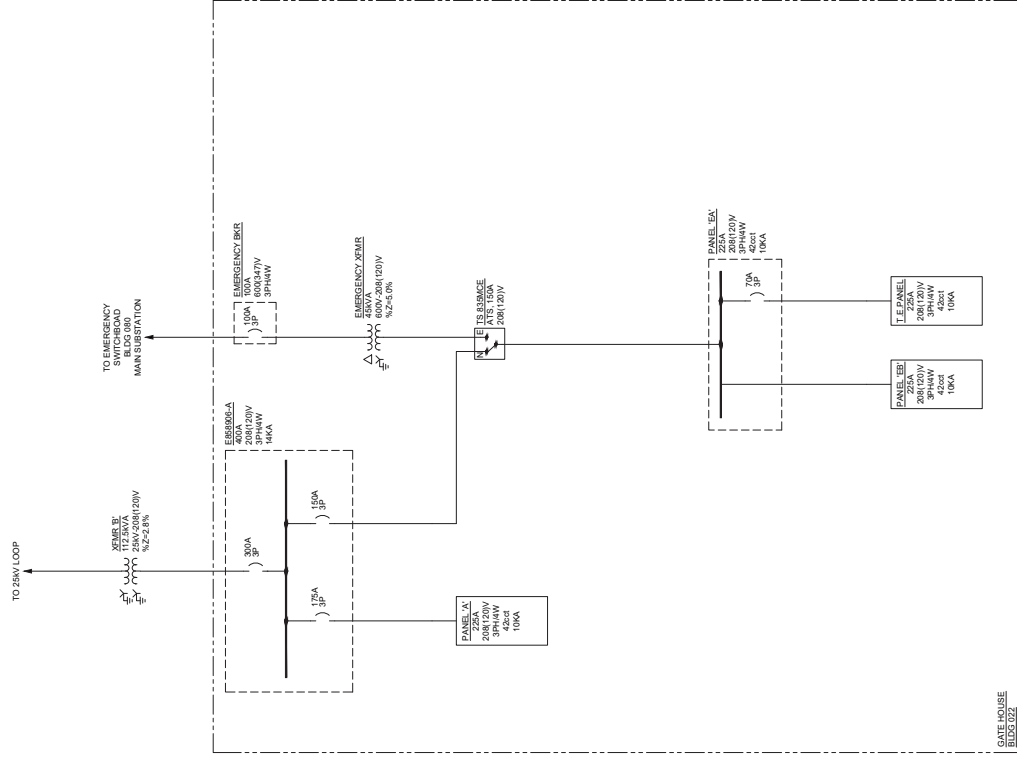 TO 25kV LOOP
XFMR 'B'
112.5kVA
25kV-208(120)V
%Z=2.8%
TO EMERGENCY
SWITCHBOAD
BLDG 080
MAIN SUBSTATION
EMERGENCY BKR
100A
600(347)V
3PH/4W
100A
3P
EMERGENCY XFMR
45kVA
600V-208(120)V
%Z=5.0%
E858906-A
400A
208(120)V
3PH/4W
14KA
300A
3P
175A
3P
150A
3P
N E
TS 835MCE
ATS, 150A
208(120)V
PANEL 'A'
225A
208(120)V
3PH/4W
42cct
10KA
PANEL 'EA'
225A
208(120)V
3PH/4W
42cct
10KA
70A
3P
PANEL 'EB'
225A
208(120)V
3PH/4W
42cct
10KA
T.E.PANEL
225A
208(120)V
3PH/4W
42cct
10KA
GATE HOUSE
BLDG 022